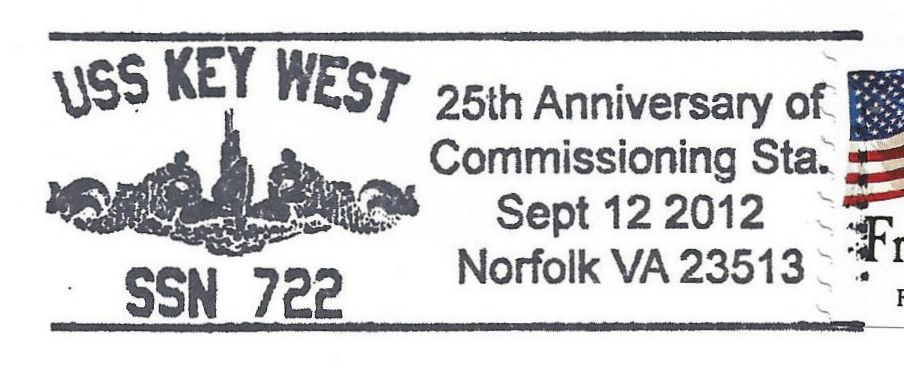 USS KEY WEST
SSN 722
25th Anniversary of
Commissioning Sta.
Sept 12 2012
Norfolk VA 23513